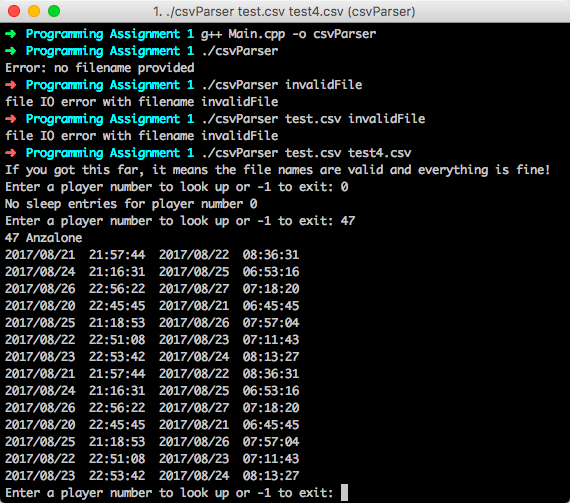 1. ./csvParser test.csv test4.csv (csvParser)
➜ Programming Assignment 1 g++ Main.cpp -o csvParser
➜ Programming Assignment 1 ./csvParser
Error: no filename provided
➜ Programming Assignment 1 ./csvParser invalidFile
file IO error with filename invalidFile
➜ Programming Assignment 1 ./csvParser test.csv invalidFile
file IO error with filename invalidFile
➜ Programming Assignment 1 ./csvParser test.csv test4.csv
If you got this far, it means the file names are valid and everything is fine!
Enter a player number to look up or -1 to exit: 0
No sleep entries for player number 0
Enter a player number to look up or -1 to exit: 47
47 Anzalone
2017/08/21 21:57:44 2017/08/22 08:36:31
2017/08/24 21:16:31 2017/08/25 06:53:16
2017/08/26 22:56:22 2017/08/27 07:18:20
2017/08/20 22:45:45 2017/08/21 06:45:45
2017/08/25 21:18:53 2017/08/26 07:57:04
2017/08/22 22:51:08 2017/08/23 07:11:43
2017/08/23 22:53:42 2017/08/24 08:13:27
2017/08/21 21:57:44 2017/08/22 08:36:31
2017/08/24 21:16:31 2017/08/25 06:53:16
2017/08/26 22:56:22 2017/08/27 07:18:20
2017/08/20 22:45:45 2017/08/21 06:45:45
2017/08/25 21:18:53 2017/08/26 07:57:04
2017/08/22 22:51:08 2017/08/23 07:11:43
2017/08/23 22:53:42 2017/08/24 08:13:27
Enter a player number to look up or -1 to exit: